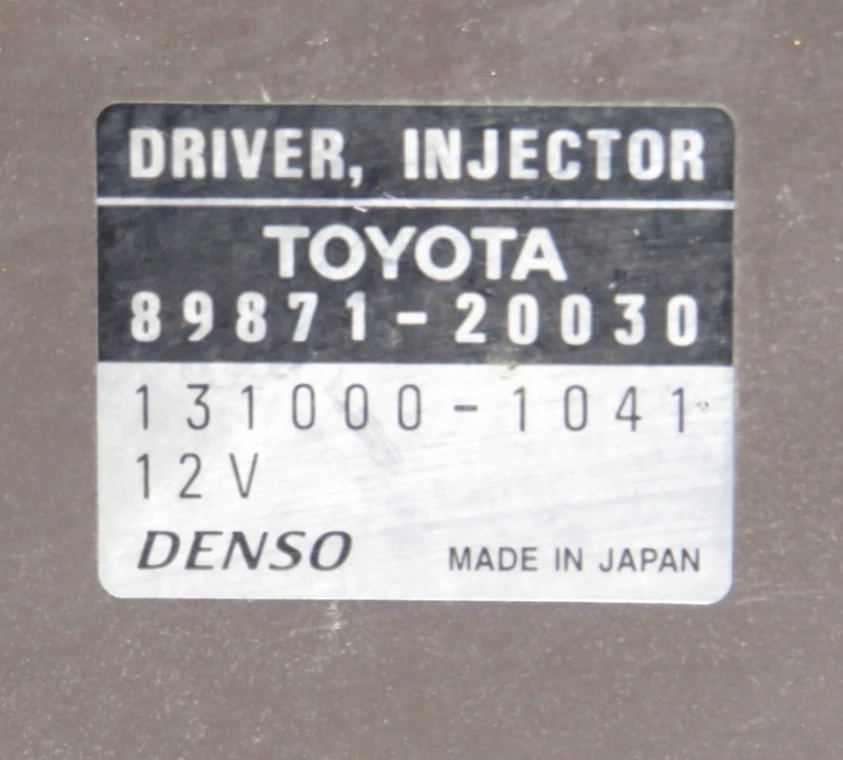 DRIVER, INJECTOR
TOYOTA
89871-20030
131000-1041
12V
DENSO MADE IN JAPAN